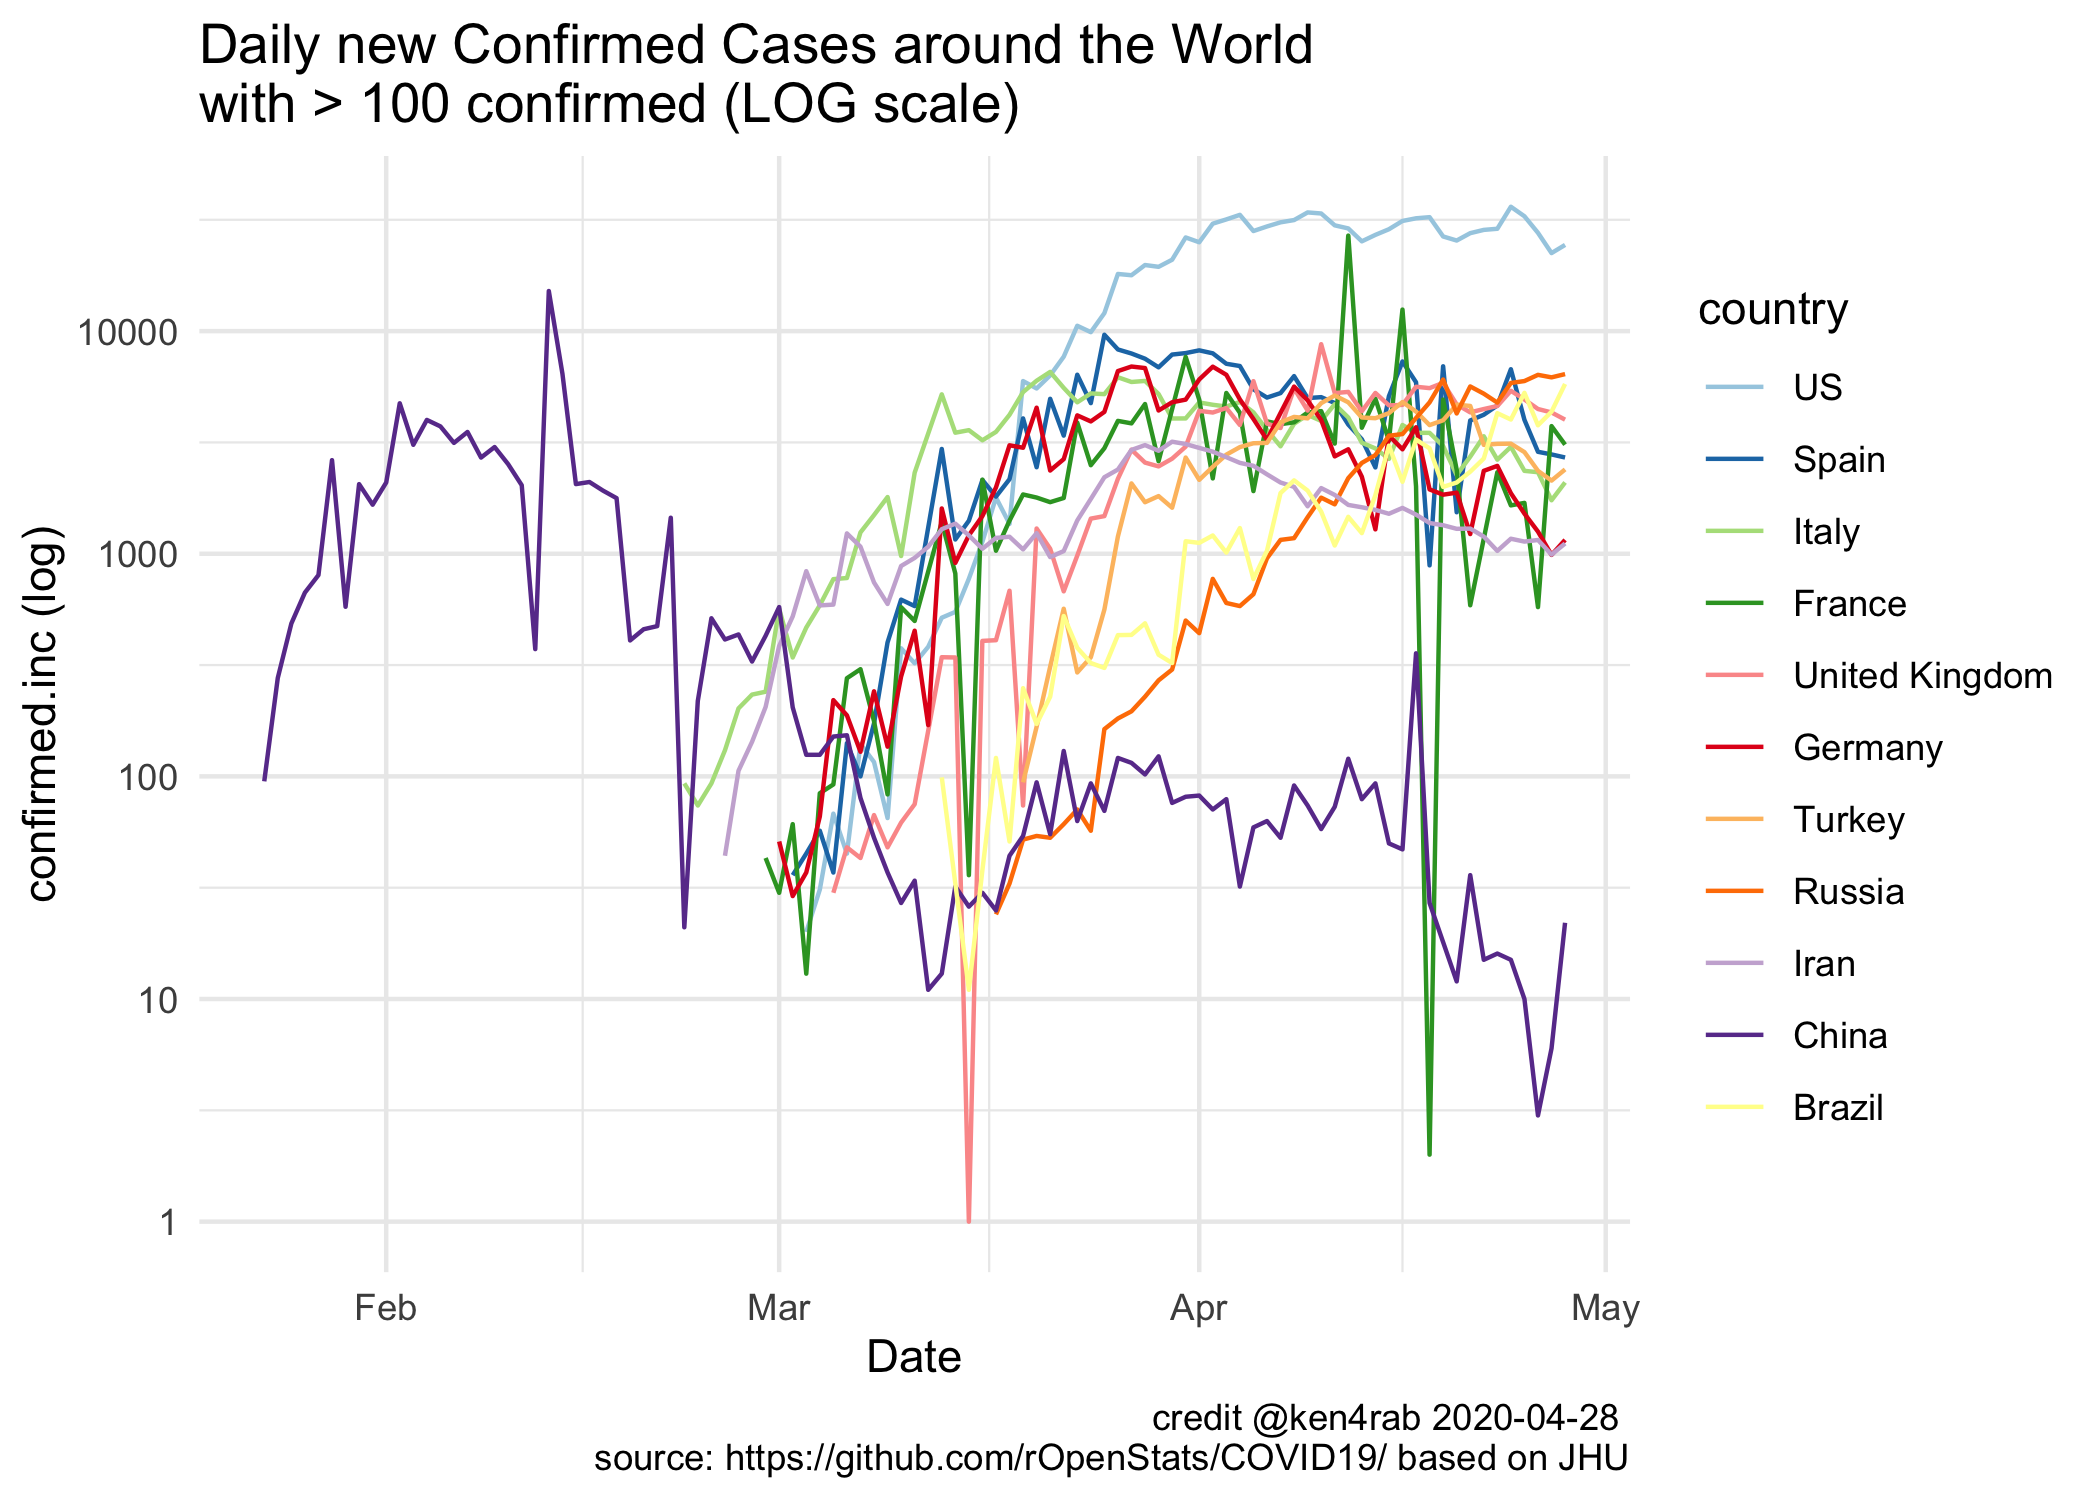 Daily new Confirmed Cases around the World
with > 100 confirmed (LOG scale)
confirmed.inc (log)
10000
1000
100
10
1
Feb
Mar
Apr
May
Date
country
US
Spain
Italy
France
United Kingdom
Germany
Turkey
Russia
Iran
China
Brazil
credit @ken4rab 2020-04-28
source: https://github.com/rOpenStats/COVID19/ based on JHU